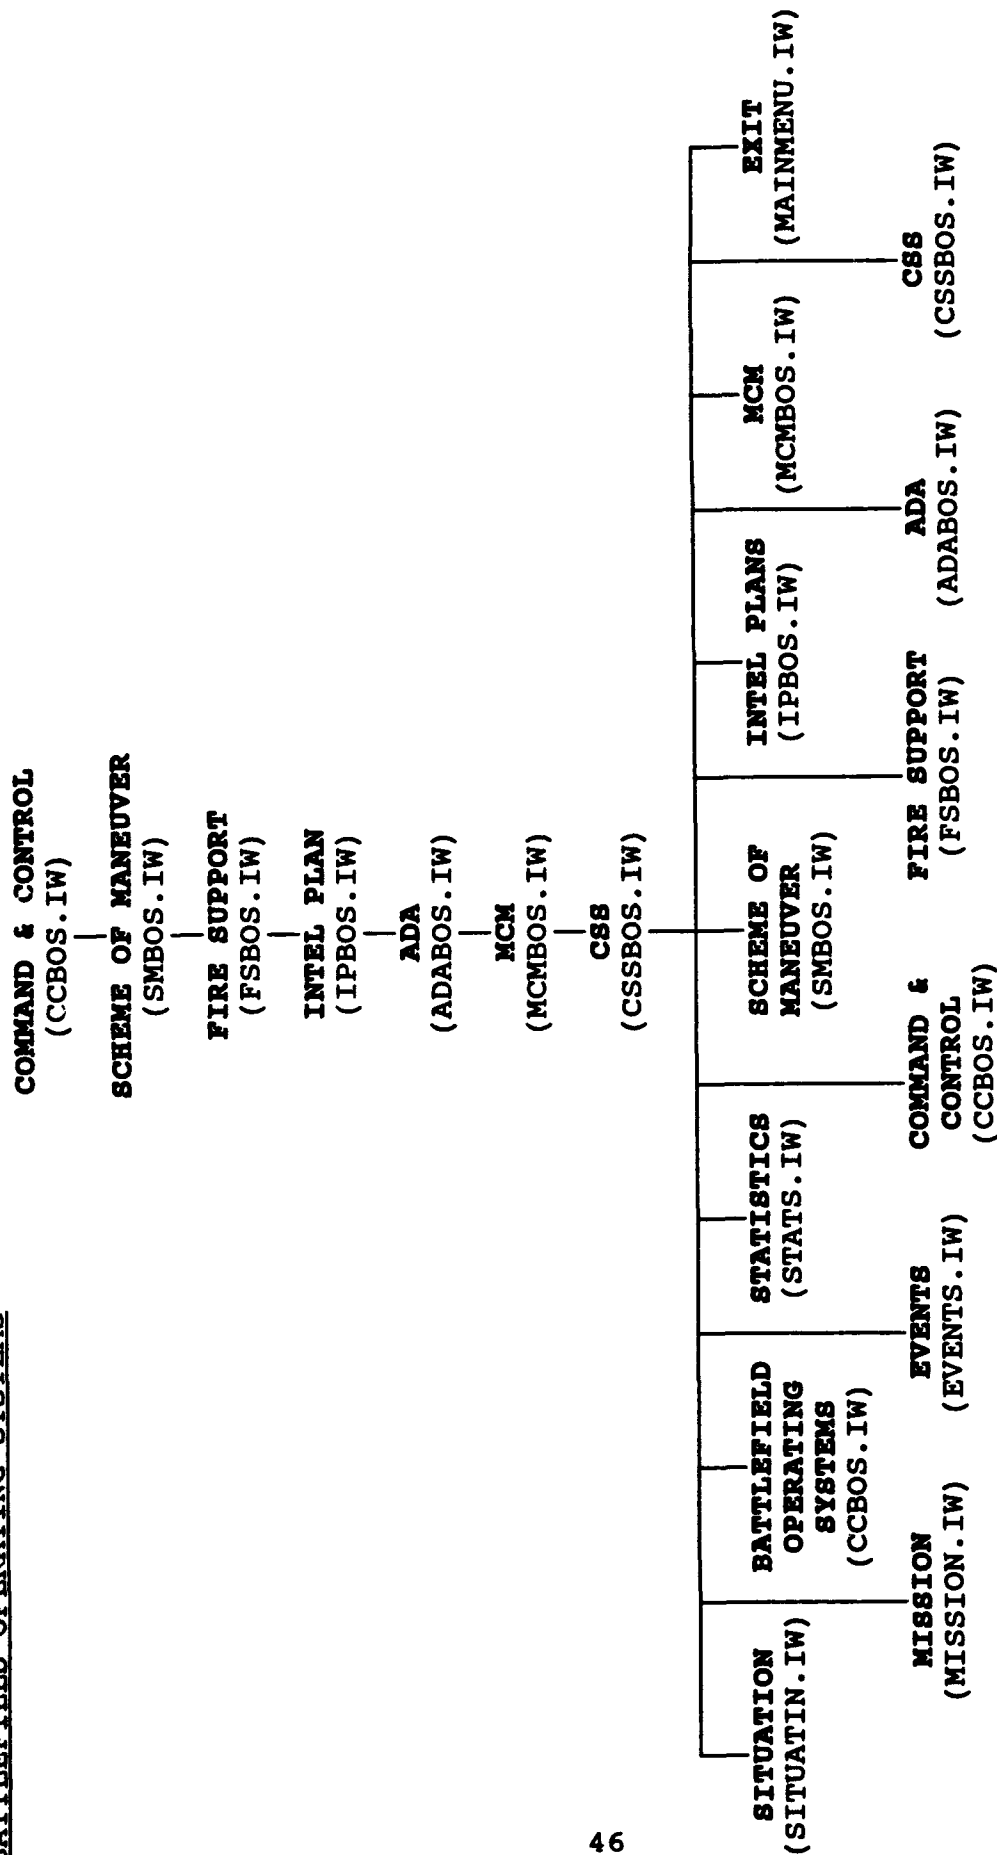 BATTLEFIELD OPERATING SYSTEMS
COMMAND & CONTROL
(CCBOS.IW)
SCHEME OF MANEUVER
(SMBOS.IW)
FIRE SUPPORT
(FSBOS.IW)
INTEL PLAN
(IPBOS.IW)
ADA
(ADABOS.IW)
MCM
(MCMBOS.IW)
CSS
(CSSBOS.IW)
SITUATION
(SITUATIN.IW)
BATTLEFIELD
OPERATING
SYSTEMS
(CCBOS.IW)
STATISTICS
(STATS.IW)
SCHEME OF
MANEUVER
(SMBOS.IW)
INTEL PLANS
(IPBOS.IW)
MCM
(MCMBOS.IW)
EXIT
(MAINMENU.IW)
MISSION
(MISSION.IW)
EVENTS
(EVENTS.IW)
COMMAND &
CONTROL
(CCBOS.IW)
FIRE SUPPORT
(FSBOS.IW)
ADA
(ADABOS.IW)
CSS
(CSSBOS.IW)
46